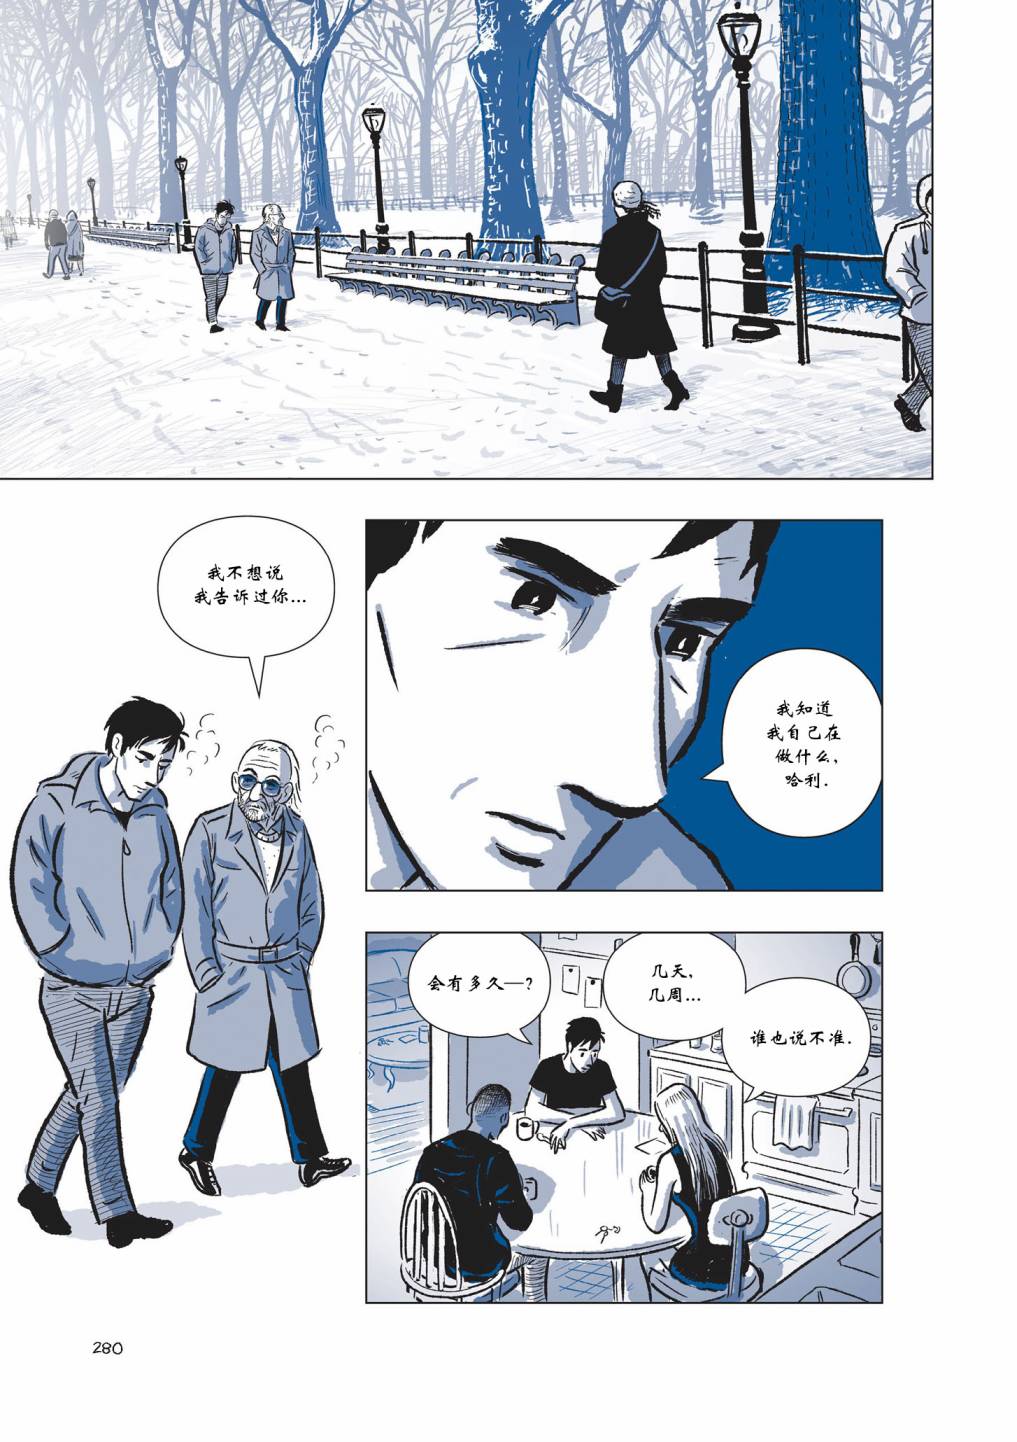 我不想说
我告诉过你…
我知道
我自己在
做什么，
哈利.
会有多久—?
几天，
几周…
谁也说不准.
280